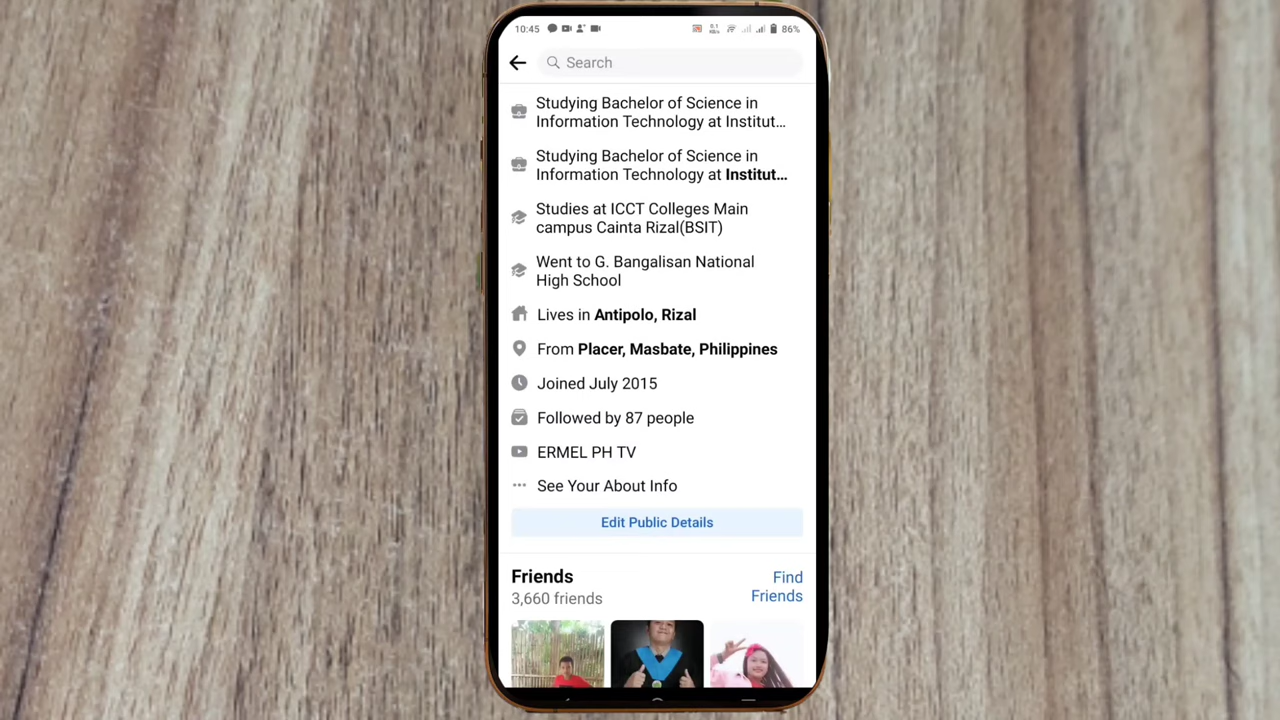 10:45
0.1
KB/s
86%
Search
Studying Bachelor of Science in
Information Technology at Institut...
Studying Bachelor of Science in
Information Technology at Institut...
Studies at ICCT Colleges Main
campus Cainta Rizal(BSIT)
Went to G. Bangalisan National
High School
Lives in Antipolo, Rizal
From Placer, Masbate, Philippines
Joined July 2015
Followed by 87 people
ERMEL PH TV
See Your About Info
Edit Public Details
Friends
3,660 friends
Find
Friends